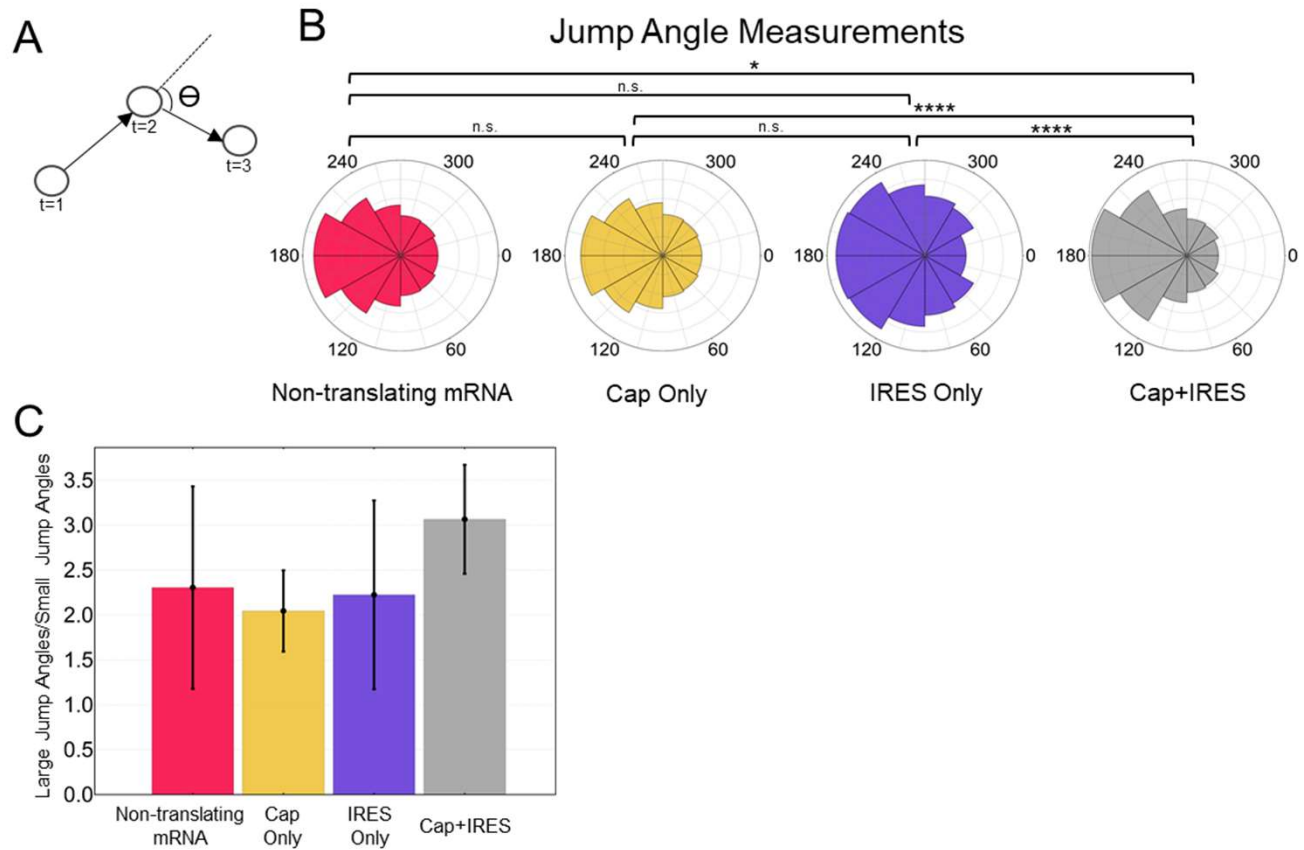 A
t=1
t=2
Θ
t=3
B
Jump Angle Measurements
*
n.s.
****
n.s.
n.s.
****
240
300
180
0
120
60
Non-translating mRNA
240
300
180
0
120
60
Cap Only
240
300
180
0
120
60
IRES Only
240
300
180
0
120
60
Cap+IRES
C
Large Jump Angles/Small Jump Angles
3.5
3.0
2.5
2.0
1.5
1.0
0.5
0.0
Non-translating
mRNA
Cap
Only
IRES
Only
Cap+IRES